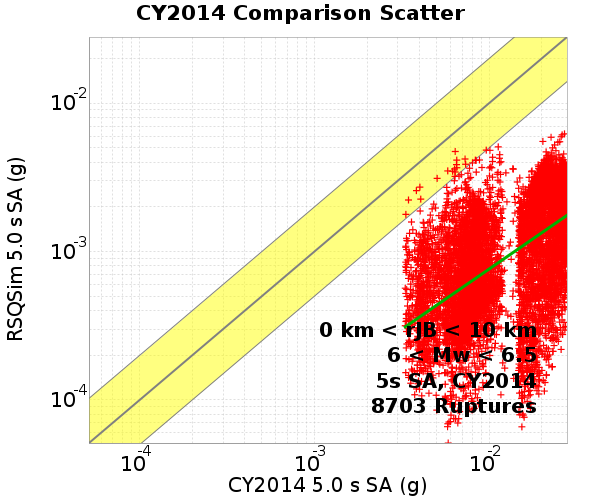 CY2014 Comparison Scatter
RSQSim 5.0 s SA (g)
10-2
10-3
10-4
0 km < rJB < 10 km
6 < Mw < 6.5
5s SA, CY2014
8703 Ruptures
10-4 10-3 10-2
CY2014 5.0 s SA (g)